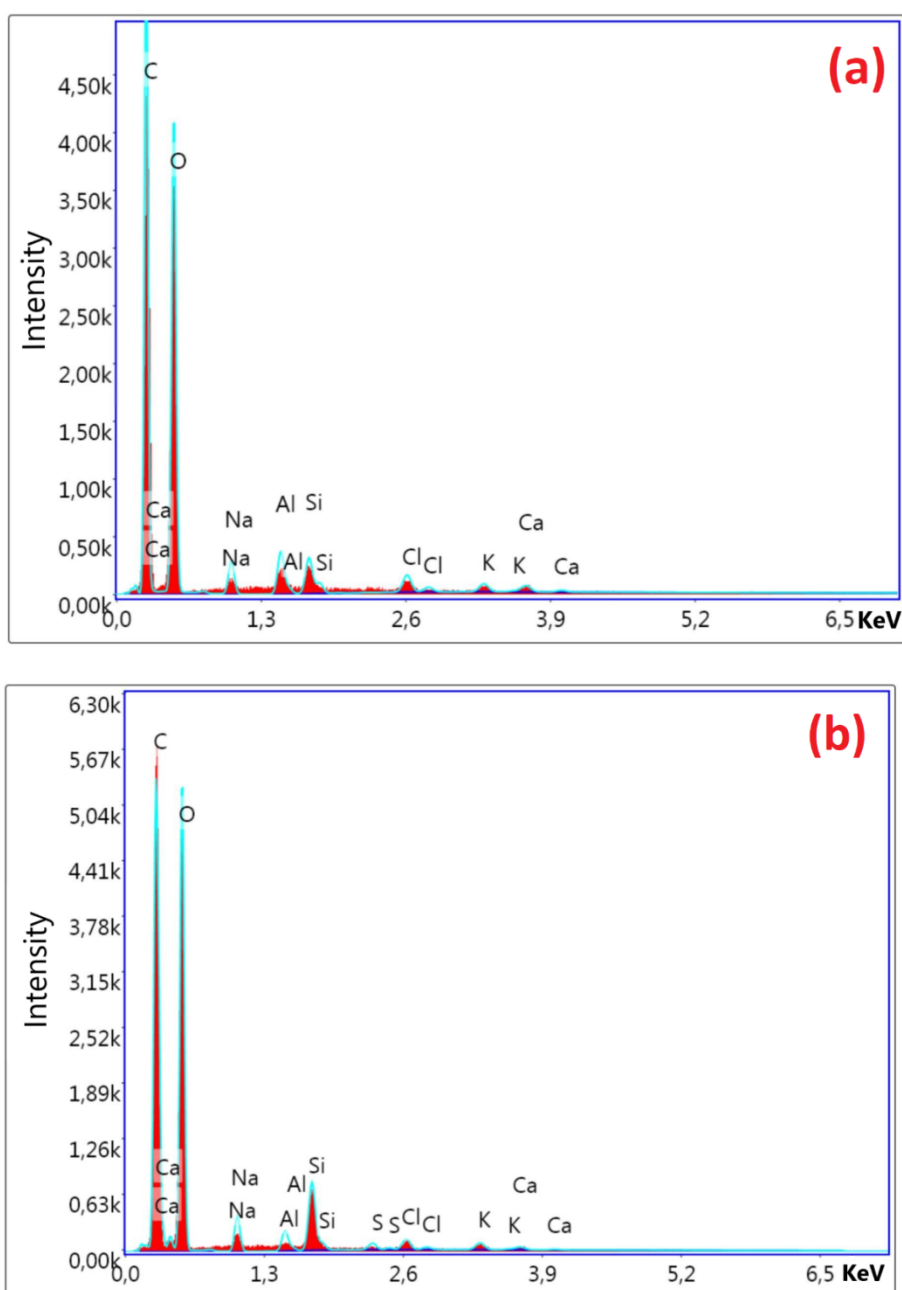 (a)
4,50k
4,00k
3,50k
3,00k
2,50k
2,00k
1,50k
1,00k
0,50k
0,00k
Intensity
C
O
Ca
Ca
Na
Na
Al
Si
Al
Si
Cl
Cl
K
K
Ca
Ca
0,0 1,3 2,6 3,9 5,2 6,5 KeV
(b)
6,30k
5,67k
5,04k
4,41k
3,78k
3,15k
2,52k
1,89k
1,26k
0,63k
0,00k
Intensity
C
O
Ca
Ca
Na
Na
Al
Si
Al
Si
S
S
Cl
Cl
K
K
Ca
Ca
0,0 1,3 2,6 3,9 5,2 6,5 KeV